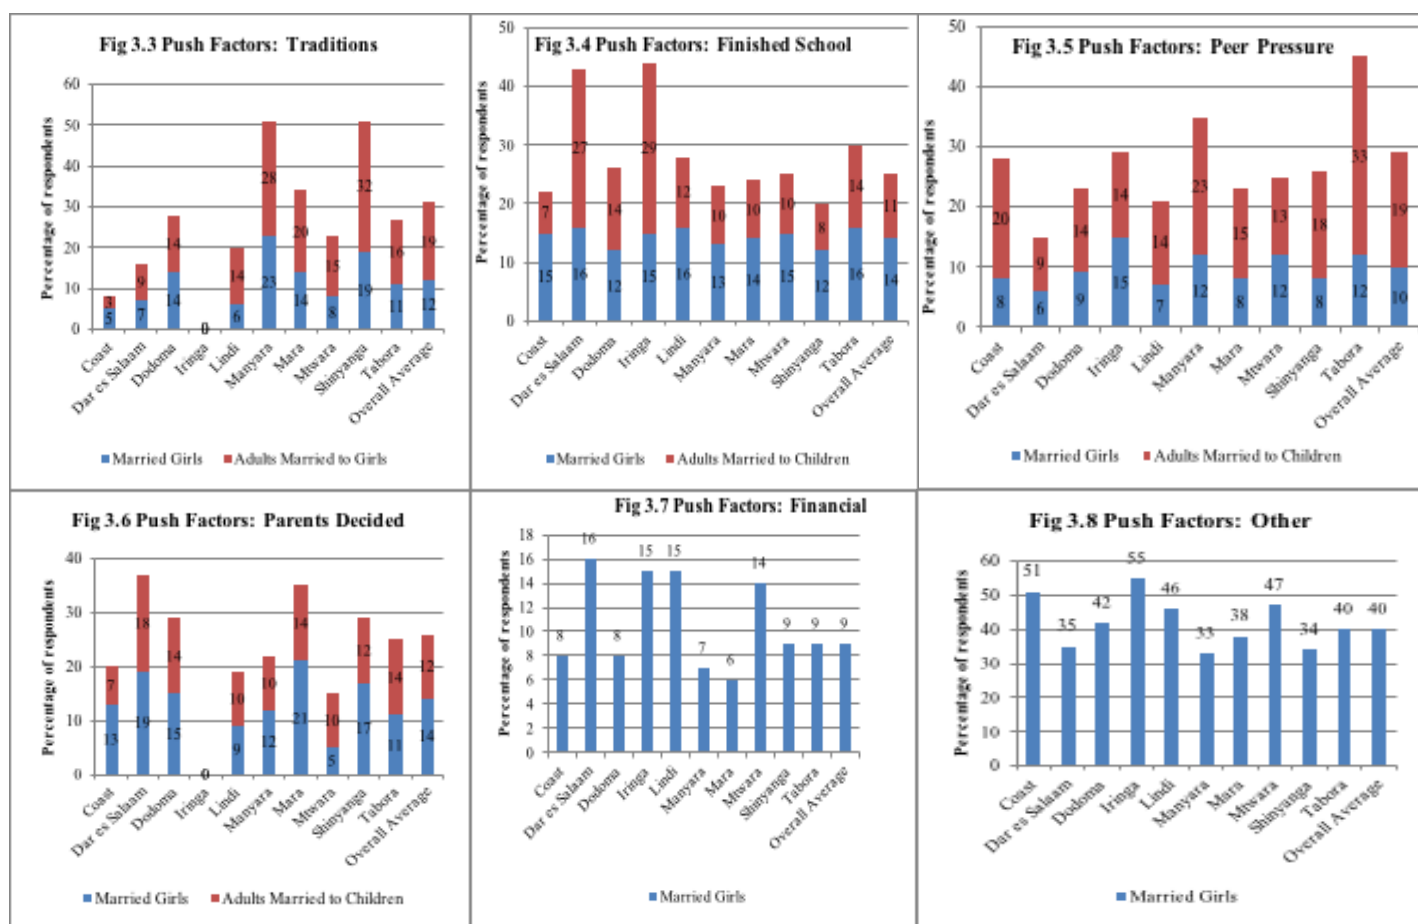 Fig 3.3 Push Factors: Traditions
Percentage of respondents
60
50
40
30
20
10
0
3
5
9
7
14
14
0
14
6
28
23
20
14
15
8
32
19
16
11
19
12
Coast
Dar es Salaam
Dodoma
Iringa
Lindi
Manyara
Mara
Mtwara
Shinyanga
Tabora
Overall Average
Married Girls
Adults Married to Girls
Fig 3.4 Push Factors: Finished School
Percentage of respondents
50
40
30
20
10
0
7
15
27
16
14
12
29
15
12
16
10
13
10
14
10
15
8
12
14
16
11
14
Coast
Dar es Salaam
Dodoma
Iringa
Lindi
Manyara
Mara
Mtwara
Shinyanga
Tabora
Overall Average
Married Girls
Adults Married to Children
Fig 3.5 Push Factors: Peer Pressure
Percentage of respondents
50
40
30
20
10
0
20
8
9
6
14
9
14
15
14
7
23
12
15
8
13
12
18
8
33
12
19
10
Coast
Dar es Salaam
Dodoma
Iringa
Lindi
Manyara
Mara
Mtwara
Shinyanga
Tabora
Overall Average
Married Girls
Adults Married to Children
Fig 3.6 Push Factors: Parents Decided
Percentage of respondents
40
30
20
10
0
7
13
18
19
14
15
0
10
9
10
12
14
21
10
5
12
17
14
11
12
14
Coast
Dar es Salaam
Dodoma
Iringa
Lindi
Manyara
Mara
Mtwara
Shinyanga
Tabora
Overall Average
Married Girls
Adults Married to Children
Fig 3.7 Push Factors: Financial
Percentage of respondents
18
16
14
12
10
8
6
4
2
0
8
16
8
15
15
7
6
14
9
9
9
Coast
Dar es Salaam
Dodoma
Iringa
Lindi
Manyara
Mara
Mtwara
Shinyanga
Tabora
Overall Average
Married Girls
Fig 3.8 Push Factors: Other
Percentage of respondents
60
50
40
30
20
10
0
51
35
42
55
46
33
38
47
34
40
40
Coast
Dar es Salaam
Dodoma
Iringa
Lindi
Manyara
Mara
Mtwara
Shinyanga
Tabora
Overall Average
Married Girls